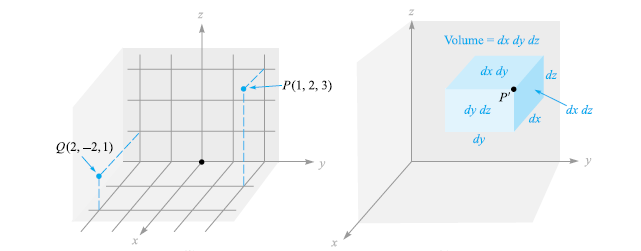 z
P(1, 2, 3)
Q(2, –2, 1)
y
x
z
Volume = dx dy dz
dx dy
dz
P'
dy dz
dx
dx dz
dy
y
x